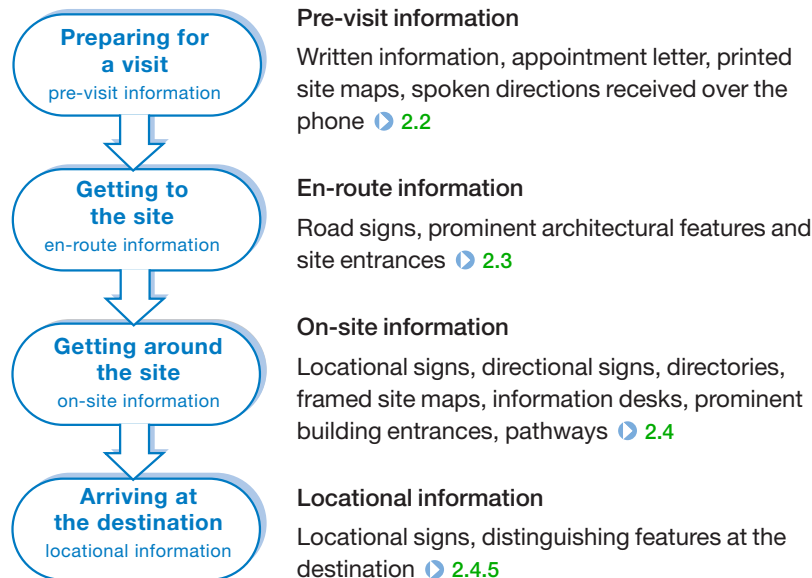 Preparing for
a visit
pre-visit information
Pre-visit information
Written information, appointment letter, printed
site maps, spoken directions received over the
phone 2.2
Getting to
the site
en-route information
En-route information
Road signs, prominent architectural features and
site entrances 2.3
Getting around
the site
on-site information
On-site information
Locational signs, directional signs, directories,
framed site maps, information desks, prominent
building entrances, pathways 2.4
Arriving at
the destination
locational information
Locational information
Locational signs, distinguishing features at the
destination 2.4.5